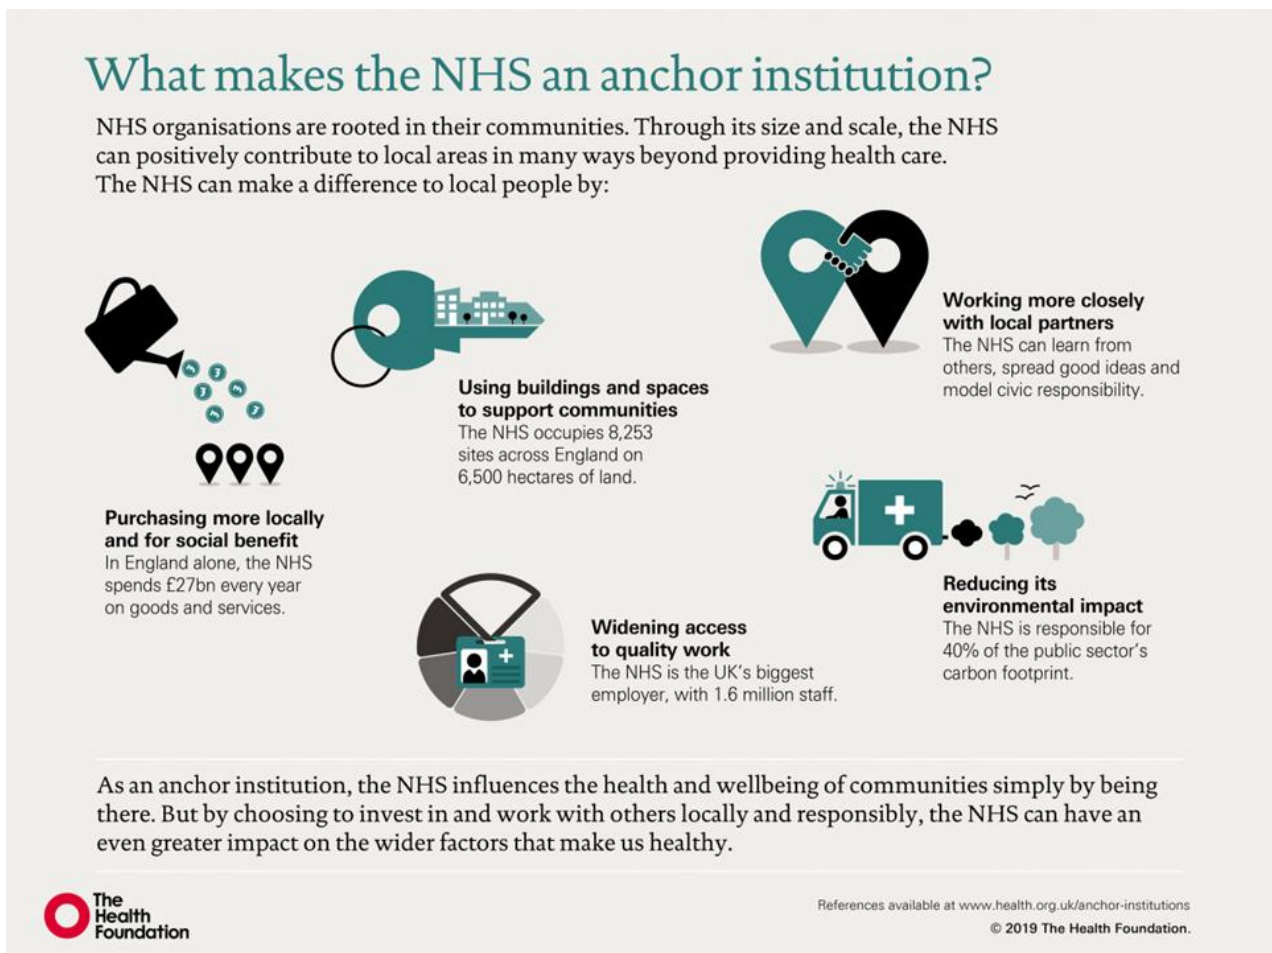 What makes the NHS an anchor institution?
NHS organisations are rooted in their communities. Through its size and scale, the NHS
can positively contribute to local areas in many ways beyond providing health care.
The NHS can make a difference to local people by:
Purchasing more locally
and for social benefit
In England alone, the NHS
spends £27bn every year
on goods and services.
Using buildings and spaces
to support communities
The NHS occupies 8,253
sites across England on
6,500 hectares of land.
Widening access
to quality work
The NHS is the UK's biggest
employer, with 1.6 million staff.
Working more closely
with local partners
The NHS can learn from
others, spread good ideas and
model civic responsibility.
Reducing its
environmental impact
The NHS is responsible for
40% of the public sector's
carbon footprint.
As an anchor institution, the NHS influences the health and wellbeing of communities simply by being
there. But by choosing to invest in and work with others locally and responsibly, the NHS can have an
even greater impact on the wider factors that make us healthy.
The
Health
Foundation
References available at www.health.org.uk/anchor-institutions
© 2019 The Health Foundation.